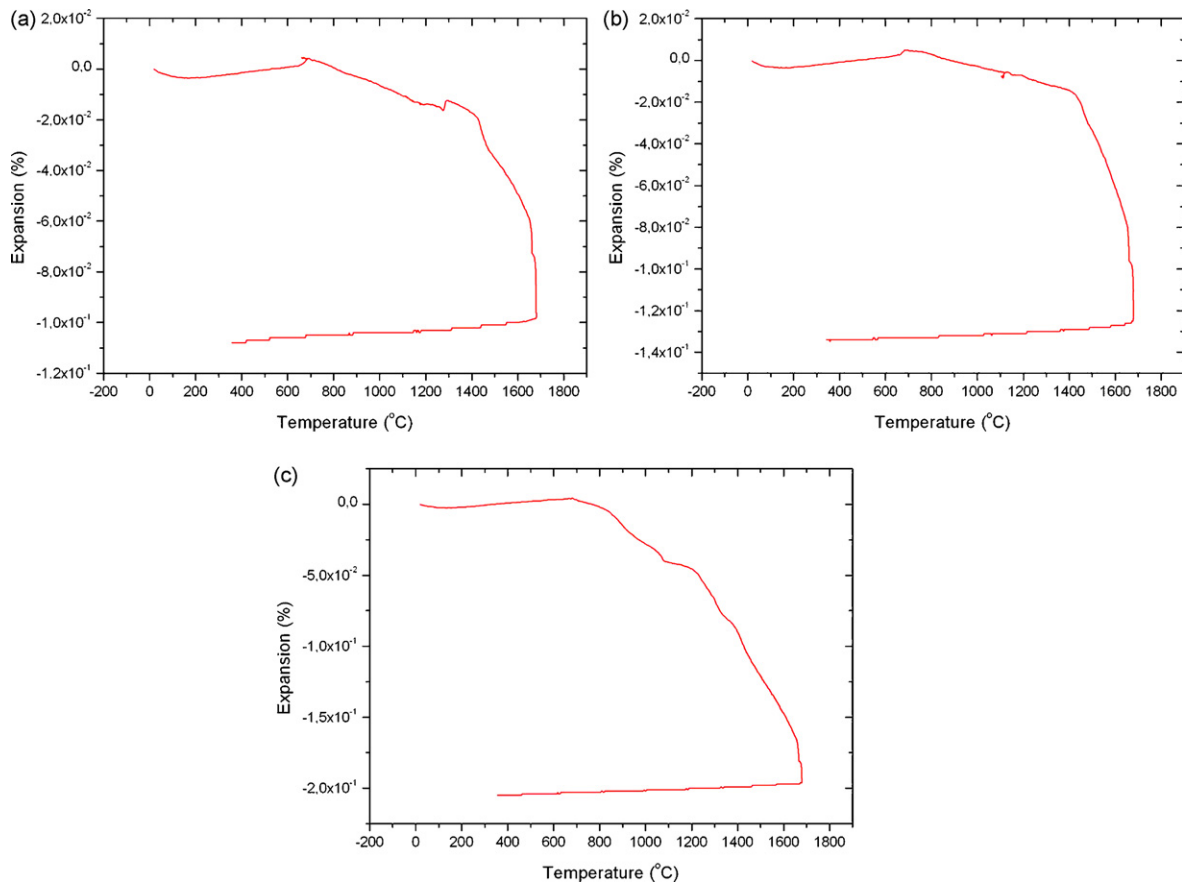 (a)
2.0x10⁻²
0.0
-2.0x10⁻²
-4.0x10⁻²
-6.0x10⁻²
-8.0x10⁻²
-1.0x10⁻¹
-1.2x10⁻¹
Expansion (%)
-200 0 200 400 600 800 1000 1200 1400 1600 1800
Temperature (°C)
(b)
2.0x10⁻²
0.0
-2.0x10⁻²
-4.0x10⁻²
-6.0x10⁻²
-8.0x10⁻²
-1.0x10⁻¹
-1.2x10⁻¹
-1.4x10⁻¹
Expansion (%)
-200 0 200 400 600 800 1000 1200 1400 1600 1800
Temperature (°C)
(c)
0.0
-5.0x10⁻²
-1.0x10⁻¹
-1.5x10⁻¹
-2.0x10⁻¹
Expansion (%)
-200 0 200 400 600 800 1000 1200 1400 1600 1800
Temperature (°C)